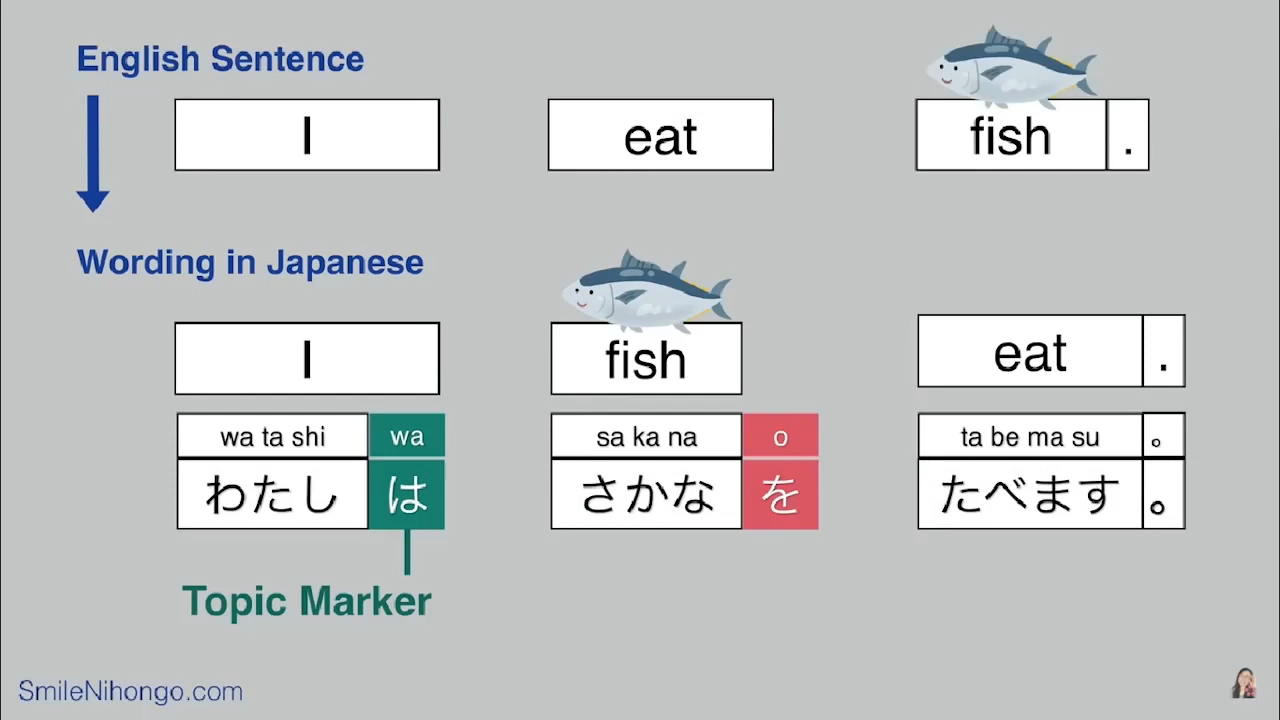 English Sentence
I eat fish .
Wording in Japanese
I fish eat .
wa ta shi wa sa ka na o ta be ma su 。
わたし は さかな を たべます 。
Topic Marker
SmileNihongo.com